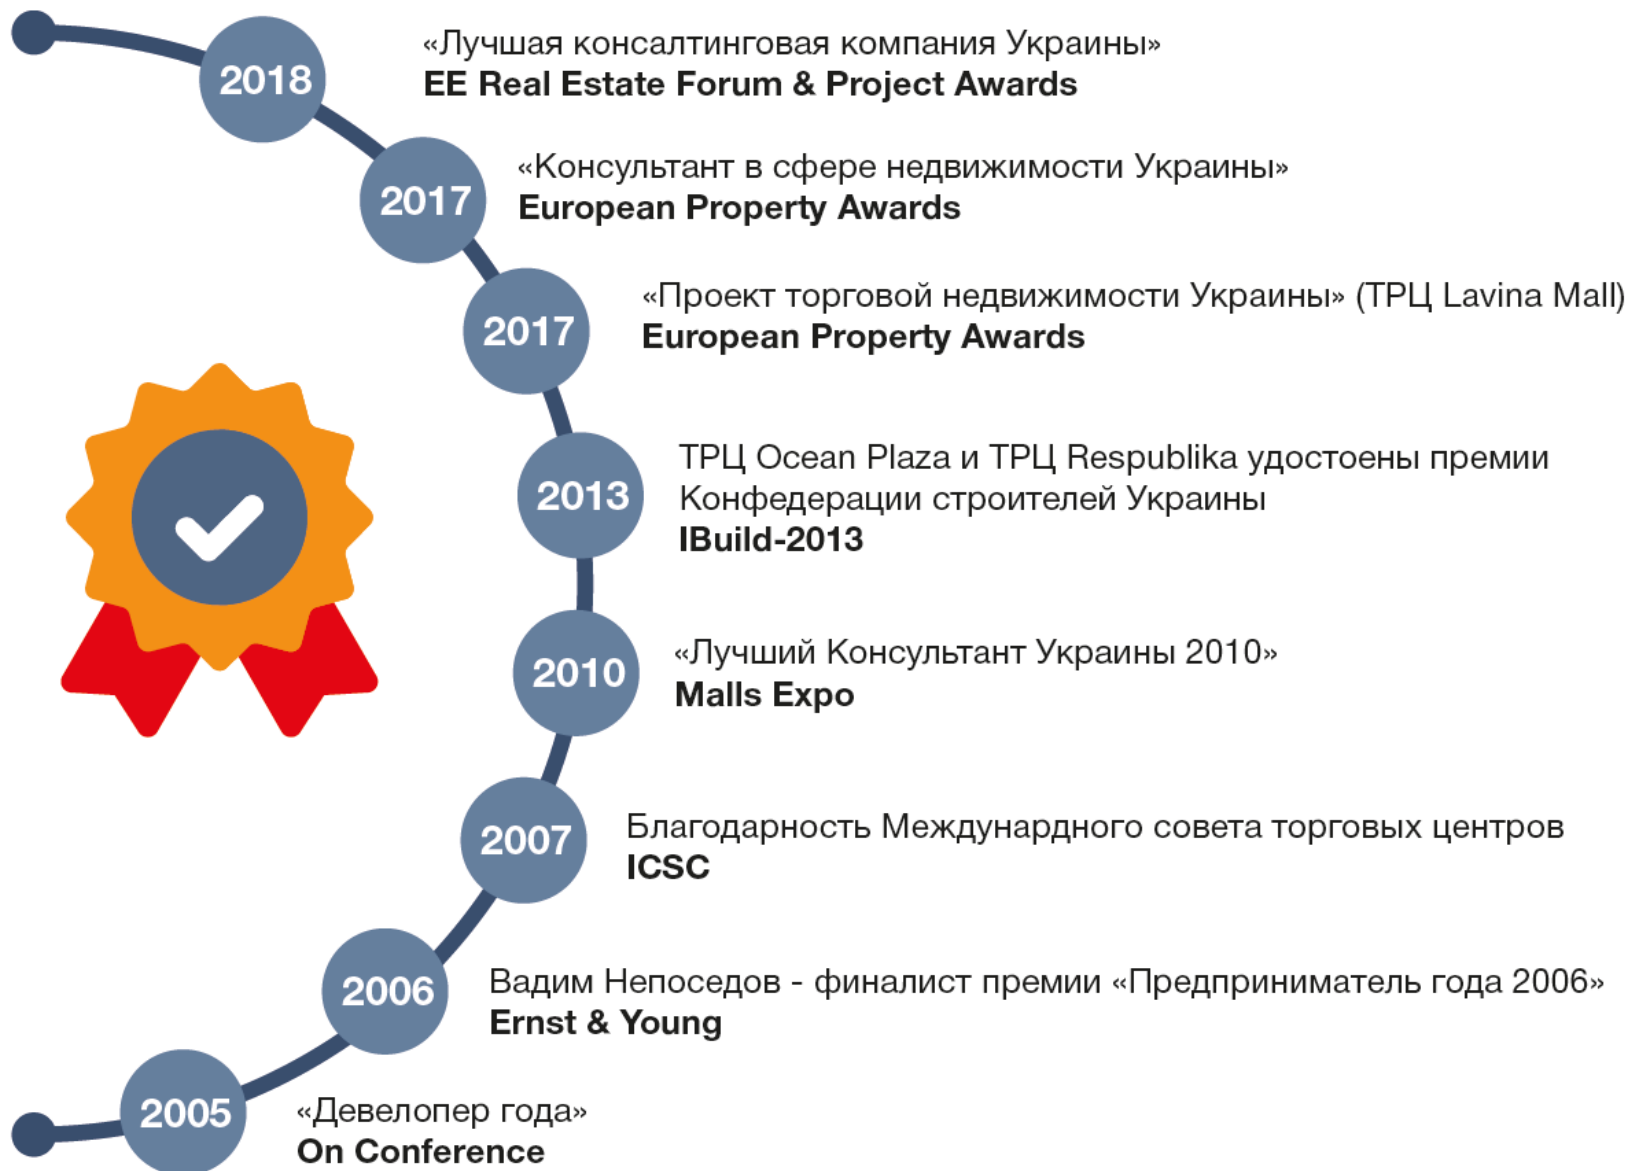 2018
«Лучшая консалтинговая компания Украины»
EE Real Estate Forum & Project Awards
2017
«Консультант в сфере недвижимости Украины»
European Property Awards
2017
«Проект торговой недвижимости Украины» (ТРЦ Lavina Mall)
European Property Awards
2013
ТРЦ Ocean Plaza и ТРЦ Respublika удостоены премии
Конфедерации строителей Украины
IBuild-2013
2010
«Лучший Консультант Украины 2010»
Malls Expo
2007
Благодарность Междунардного совета торговых центров
ICSC
2006
Вадим Непоседов - финалист премии «Предприниматель года 2006»
Ernst & Young
2005
«Девелопер года»
On Conference